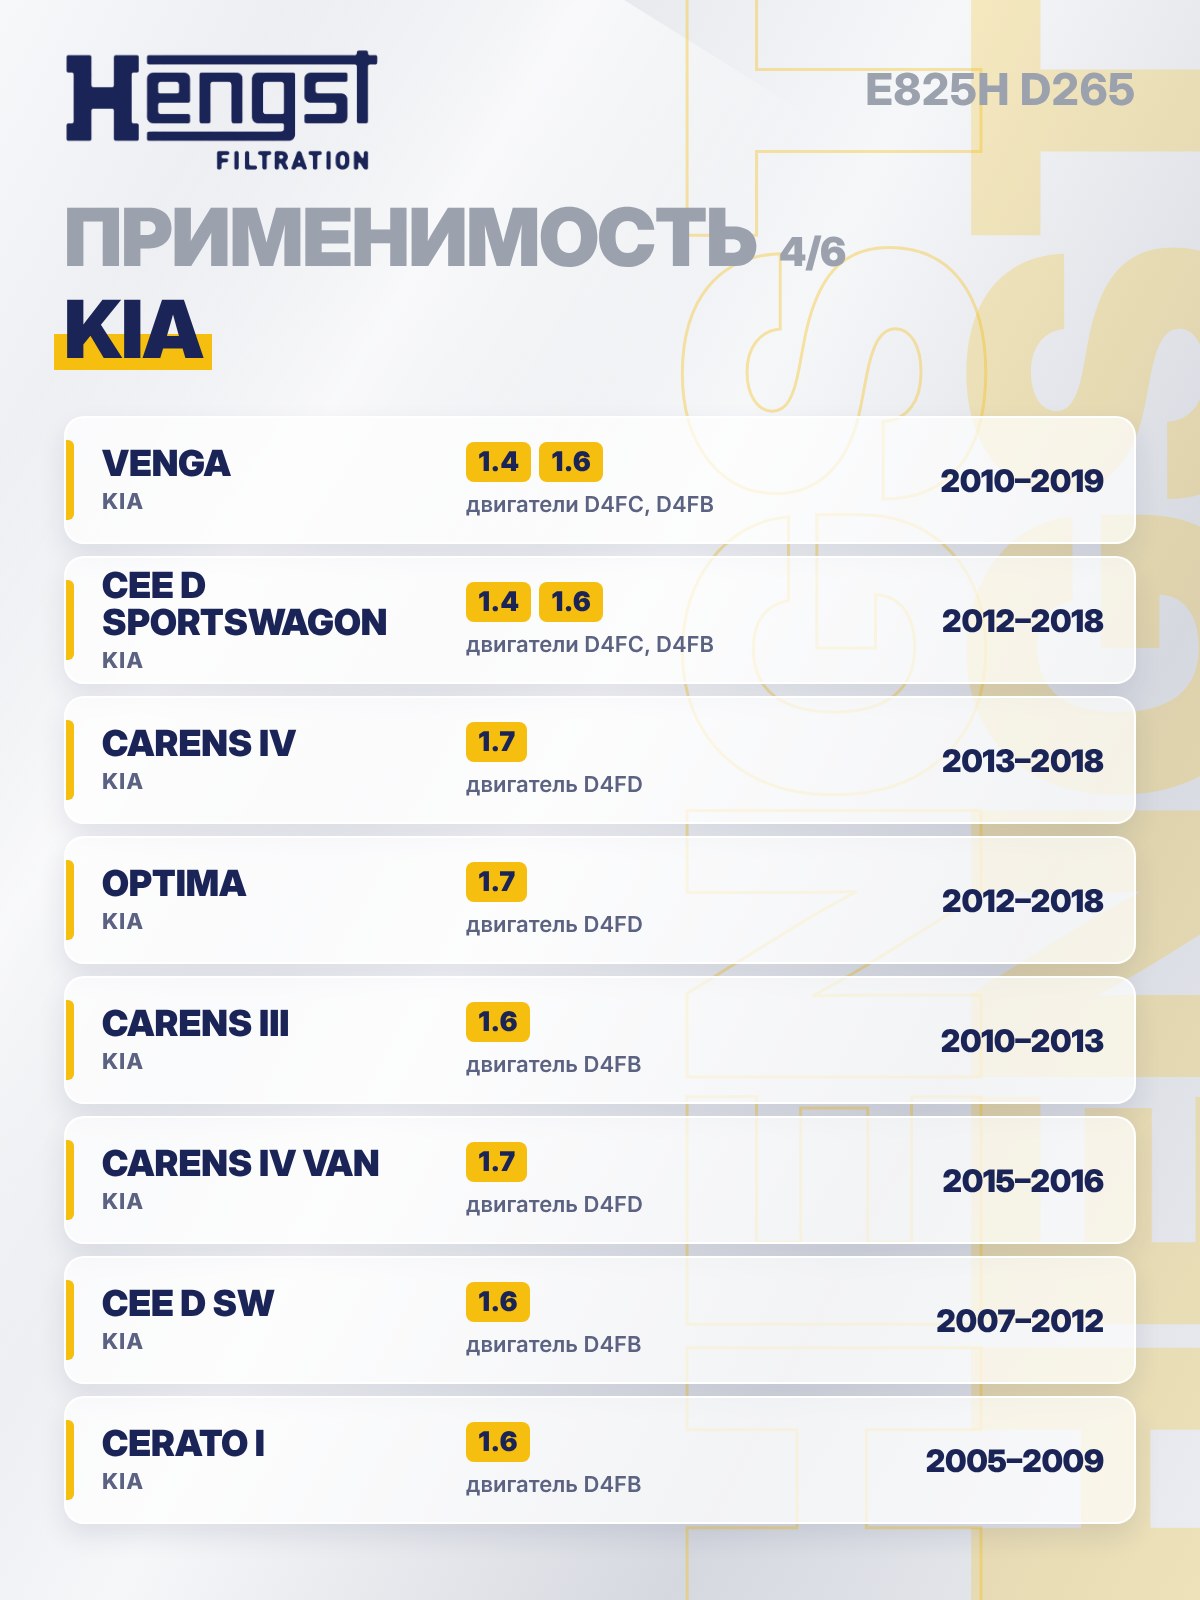 Hengst
FILTRATION
E825H D265
ПРИМЕНИМОСТЬ 4/6
KIA
VENGA
KIA
1.4 1.6
двигатели D4FC, D4FB
2010–2019
CEE D
SPORTSWAGON
KIA
1.4 1.6
двигатели D4FC, D4FB
2012–2018
CARENS IV
KIA
1.7
двигатель D4FD
2013–2018
OPTIMA
KIA
1.7
двигатель D4FD
2012–2018
CARENS III
KIA
1.6
двигатель D4FB
2010–2013
CARENS IV VAN
KIA
1.7
двигатель D4FD
2015–2016
CEE D SW
KIA
1.6
двигатель D4FB
2007–2012
CERATO I
KIA
1.6
двигатель D4FB
2005–2009
HENGST
HENGST